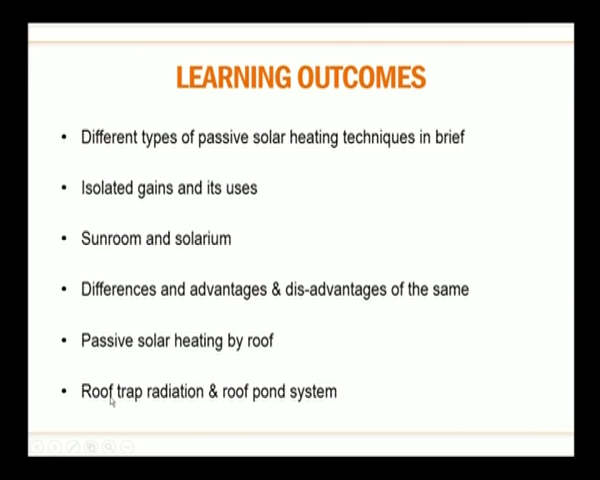 LEARNING OUTCOMES
• Different types of passive solar heating techniques in brief
• Isolated gains and its uses
• Sunroom and solarium
• Differences and advantages & dis-advantages of the same
• Passive solar heating by roof
• Roof trap radiation & roof pond system